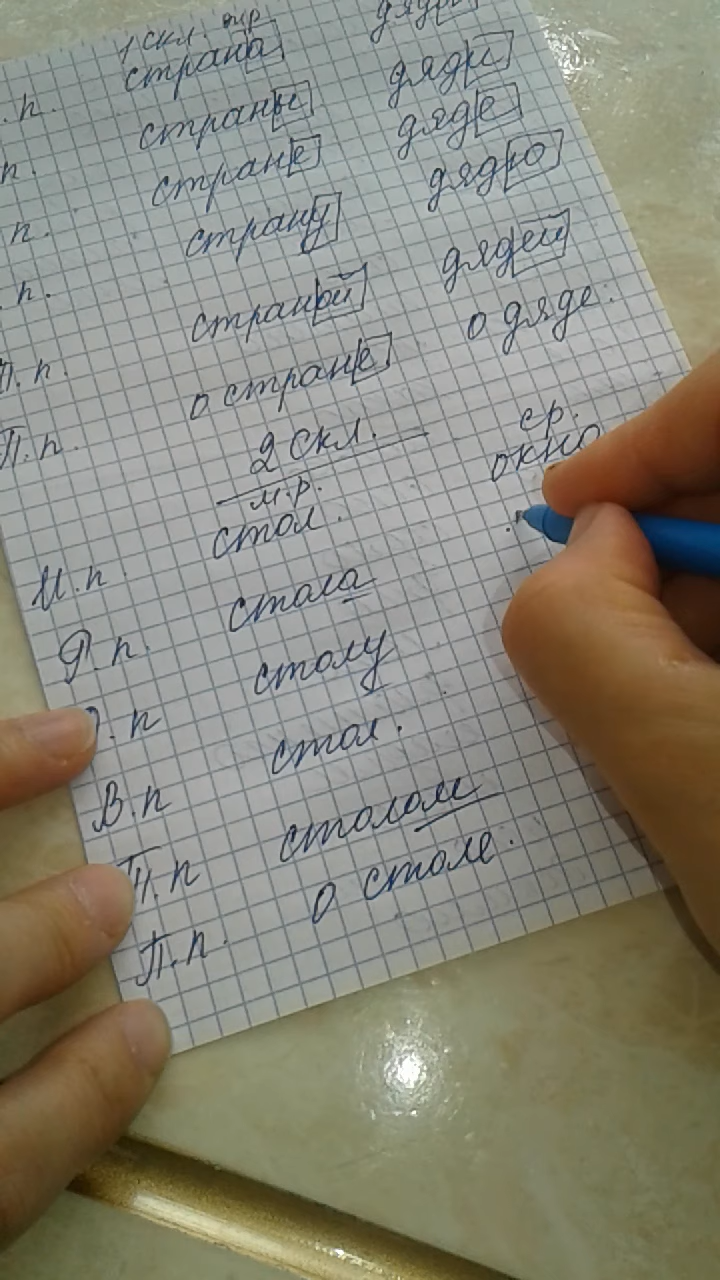 1 скл.
страна
.п. страны дяди
п. стране дяде
п. страну дядю
.п. страной дядей
П.п. о стране о дяде.
2 скл.
м.р. ср.
И.п. стол. окно
Р.п. стола
.п столу
В.п стол.
Т.п столом
П.п. о столе.